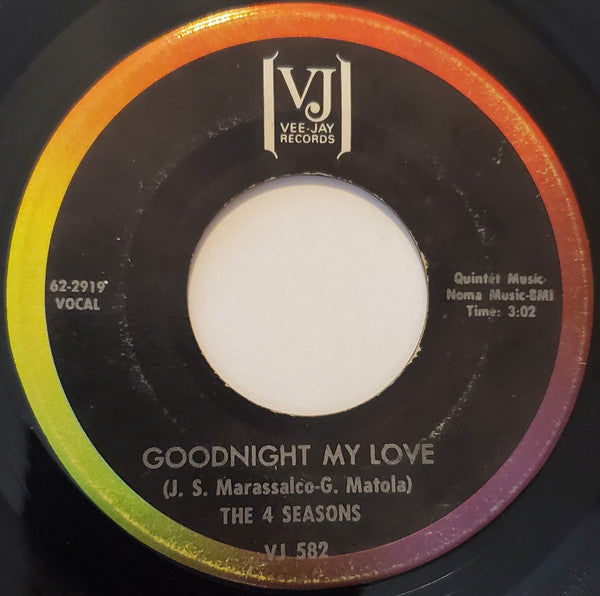 VJ
VEE-JAY
RECORDS
62-2919
VOCAL
Quintet Music-
Noma Music-BMI
Time: 3:02
GOODNIGHT MY LOVE
(J. S. Marassalco-G. Matola)
THE 4 SEASONS
VJ 582